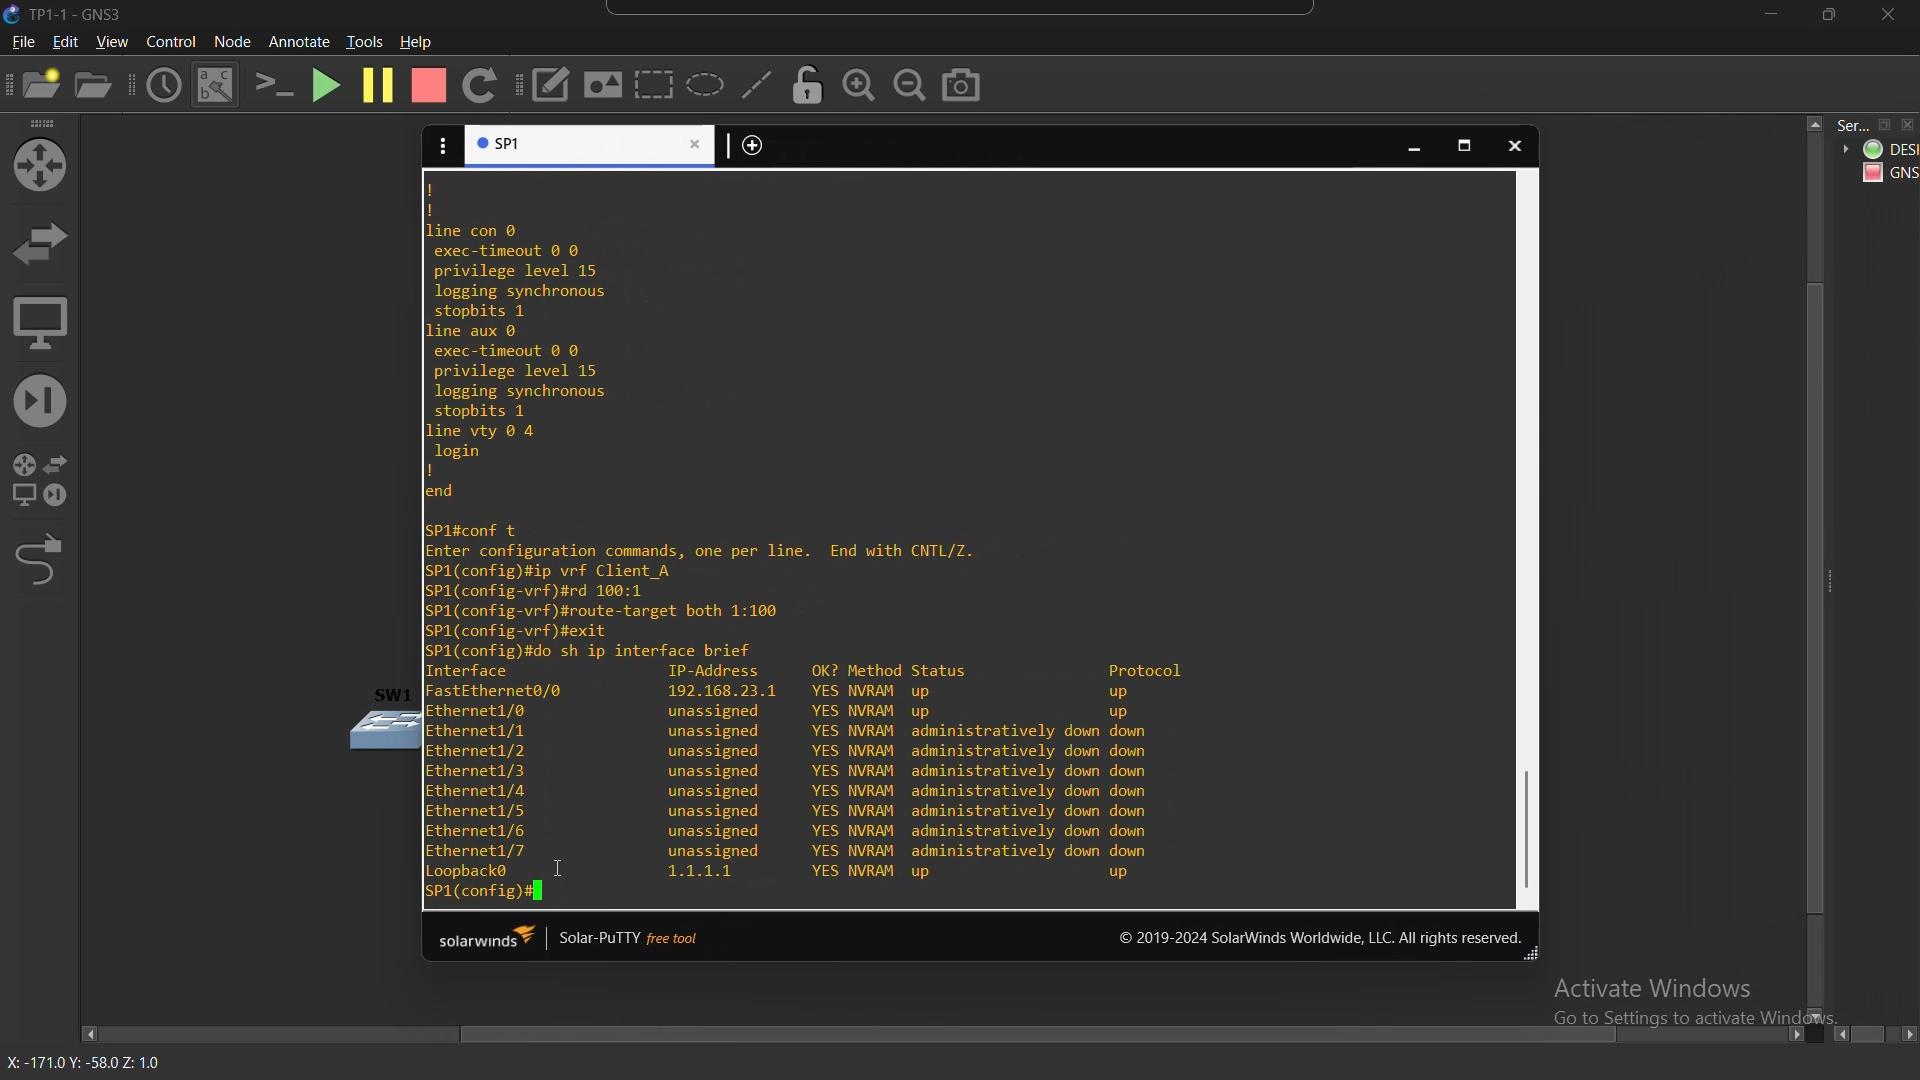 TP1-1 - GNS3
File Edit View Control Node Annotate Tools Help
Ser...
DESI
GNS
SP1
!
!
line con 0
exec-timeout 0 0
privilege level 15
logging synchronous
stopbits 1
line aux 0
exec-timeout 0 0
privilege level 15
logging synchronous
stopbits 1
line vty 0 4
login
!
end
SP1#conf t
Enter configuration commands, one per line.  End with CNTL/Z.
SP1(config)#ip vrf Client_A
SP1(config-vrf)#rd 100:1
SP1(config-vrf)#route-target both 1:100
SP1(config-vrf)#exit
SP1(config)#do sh ip interface brief
Interface IP-Address OK? Method Status Protocol
FastEthernet0/0 192.168.23.1 YES NVRAM up up
Ethernet1/0 unassigned YES NVRAM up up
Ethernet1/1 unassigned YES NVRAM administratively down down
Ethernet1/2 unassigned YES NVRAM administratively down down
Ethernet1/3 unassigned YES NVRAM administratively down down
Ethernet1/4 unassigned YES NVRAM administratively down down
Ethernet1/5 unassigned YES NVRAM administratively down down
Ethernet1/6 unassigned YES NVRAM administratively down down
Ethernet1/7 unassigned YES NVRAM administratively down down
Loopback0 1.1.1.1 YES NVRAM up up
SP1(config)#
SW1
solarwinds Solar-PuTTY free tool © 2019-2024 SolarWinds Worldwide, LLC. All rights reserved.
Activate Windows
Go to Settings to activate Windows.
X: -171.0 Y: -58.0 Z: 1.0